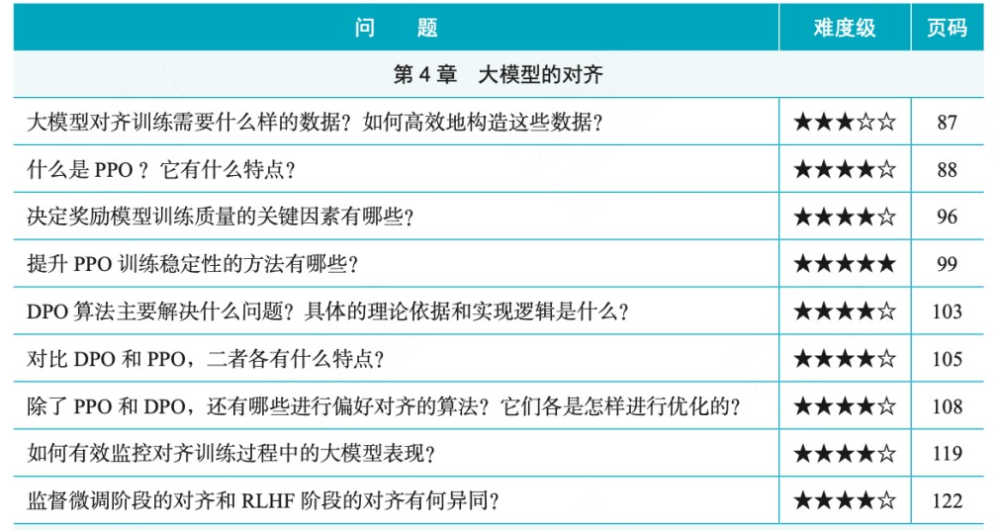 问 题 难度级 页码
第 4 章 大模型的对齐
大模型对齐训练需要什么样的数据？如何高效地构造这些数据？ ★★★☆☆ 87
什么是 PPO？它有什么特点？ ★★★★☆ 88
决定奖励模型训练质量的关键因素有哪些？ ★★★★☆ 96
提升 PPO 训练稳定性的方法有哪些？ ★★★★★ 99
DPO 算法主要解决什么问题？具体的理论依据和实现逻辑是什么？ ★★★★☆ 103
对比 DPO 和 PPO，二者各有什么特点？ ★★★★☆ 105
除了 PPO 和 DPO，还有哪些进行偏好对齐的算法？它们各是怎样进行优化的？ ★★★★☆ 108
如何有效监控对齐训练过程中的大模型表现？ ★★★★☆ 119
监督微调阶段的对齐和 RLHF 阶段的对齐有何异同？ ★★★★☆ 122